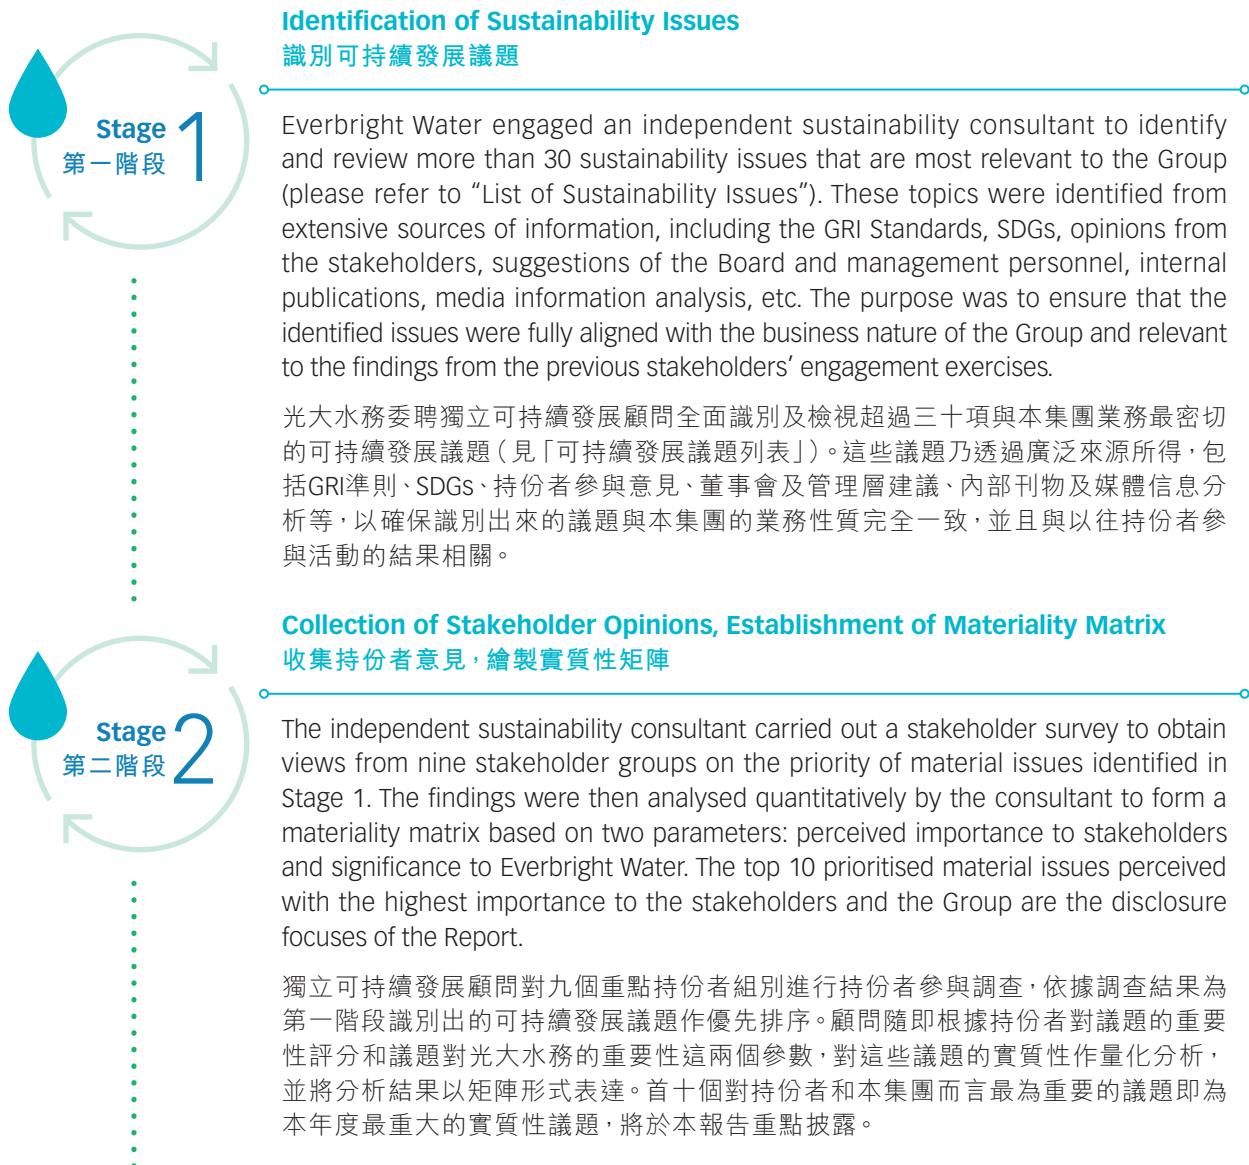 Identification of Sustainability Issues
識別可持續發展議題
Stage 1
第一階段
Everbright Water engaged an independent sustainability consultant to identify
and review more than 30 sustainability issues that are most relevant to the Group
(please refer to “List of Sustainability Issues”). These topics were identified from
extensive sources of information, including the GRI Standards, SDGs, opinions from
the stakeholders, suggestions of the Board and management personnel, internal
publications, media information analysis, etc. The purpose was to ensure that the
identified issues were fully aligned with the business nature of the Group and relevant
to the findings from the previous stakeholders’ engagement exercises.
光大水務委聘獨立可持續發展顧問全面識別及檢視超過三十項與本集團業務最密切
的可持續發展議題（見「可持續發展議題列表」）。這些議題乃透過廣泛來源所得，包
括GRI準則、SDGs、持份者參與意見、董事會及管理層建議、內部刊物及媒體信息分
析等，以確保識別出來的議題與本集團的業務性質完全一致，並且與以往持份者參
與活動的結果相關。
Collection of Stakeholder Opinions, Establishment of Materiality Matrix
收集持份者意見，繪製實質性矩陣
Stage 2
第二階段
The independent sustainability consultant carried out a stakeholder survey to obtain
views from nine stakeholder groups on the priority of material issues identified in
Stage 1. The findings were then analysed quantitatively by the consultant to form a
materiality matrix based on two parameters: perceived importance to stakeholders
and significance to Everbright Water. The top 10 prioritised material issues perceived
with the highest importance to the stakeholders and the Group are the disclosure
focuses of the Report.
獨立可持續發展顧問對九個重點持份者組別進行持份者參與調查，依據調查結果為
第一階段識別出的可持續發展議題作優先排序。顧問隨即根據持份者對議題的重要
性評分和議題對光大水務的重要性這兩個參數，對這些議題的實質性作量化分析，
並將分析結果以矩陣形式表達。首十個對持份者和本集團而言最為重要的議題即為
本年度最重大的實質性議題，將於本報告重點披露。